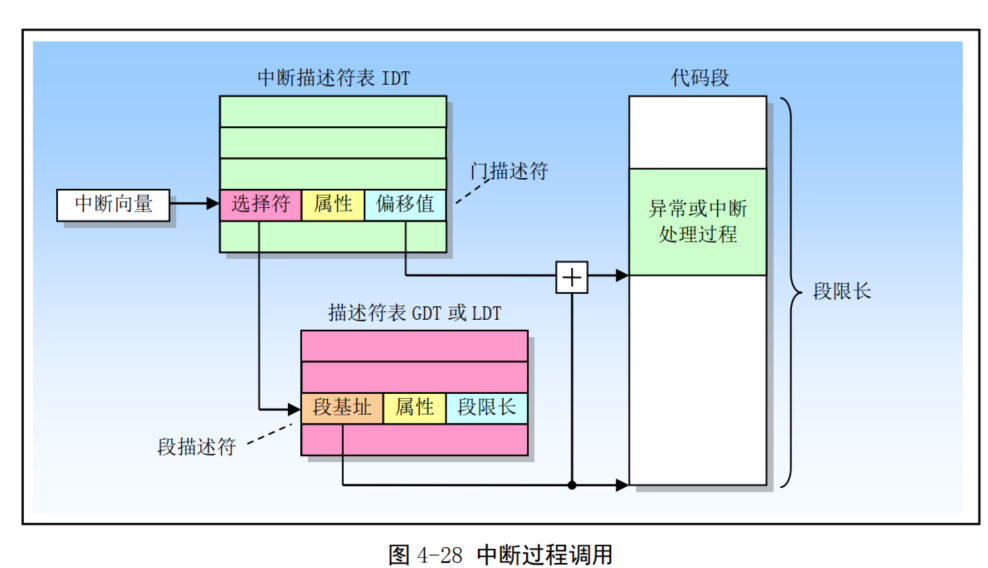 中断描述符表 IDT
代码段
门描述符
中断向量
选择符
属性
偏移值
异常或中断
处理过程
段限长
描述符表 GDT 或 LDT
段基址
属性
段限长
段描述符
图 4-28 中断过程调用